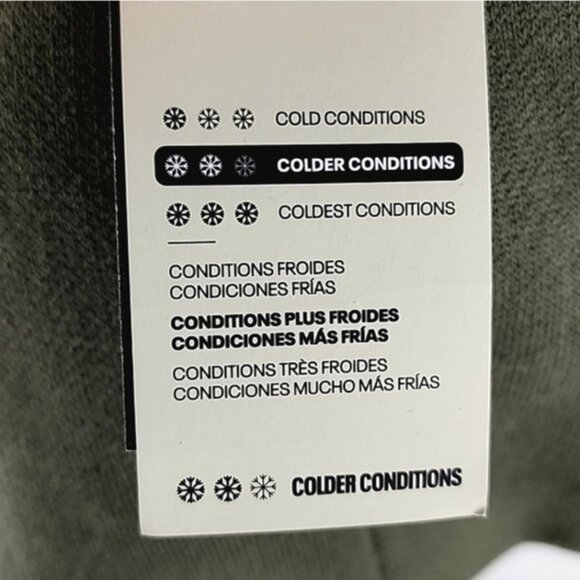 COLD CONDITIONS
COLDER CONDITIONS
COLDEST CONDITIONS
CONDITIONS FROIDES
CONDICIONES FRÍAS
CONDITIONS PLUS FROIDES
CONDICIONES MÁS FRÍAS
CONDITIONS TRÈS FROIDES
CONDICIONES MUCHO MÁS FRÍAS
COLDER CONDITIONS